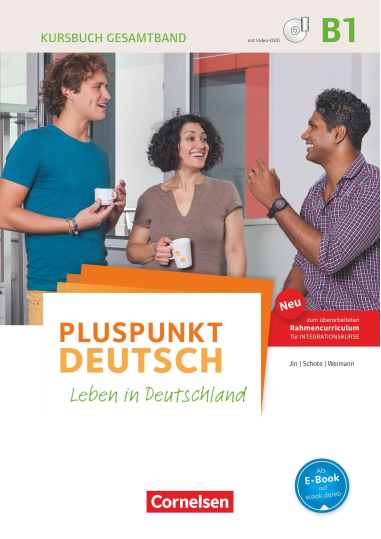 KURSBUCH GESAMTBAND
mit Video-DVD
B1
Neu
zum überarbeiteten
Rahmencurriculum
für INTEGRATIONSKURSE
PLUSPUNKT
DEUTSCH
Leben in Deutschland
Jin | Schote | Weimann
Als
E-Book
auf
scook.de/eb
Cornelsen